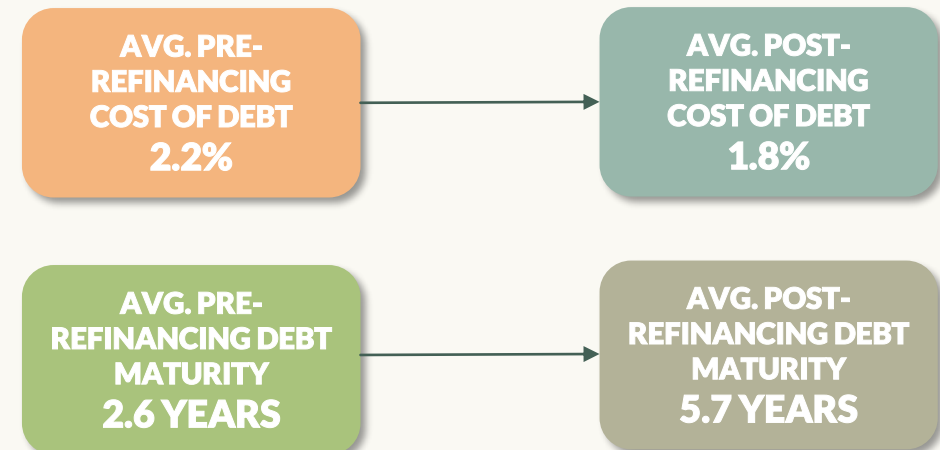 AVG. PRE-
REFINANCING
COST OF DEBT
2.2%
AVG. POST-
REFINANCING
COST OF DEBT
1.8%
AVG. PRE-
REFINANCING DEBT
MATURITY
2.6 YEARS
AVG. POST-
REFINANCING DEBT
MATURITY
5.7 YEARS